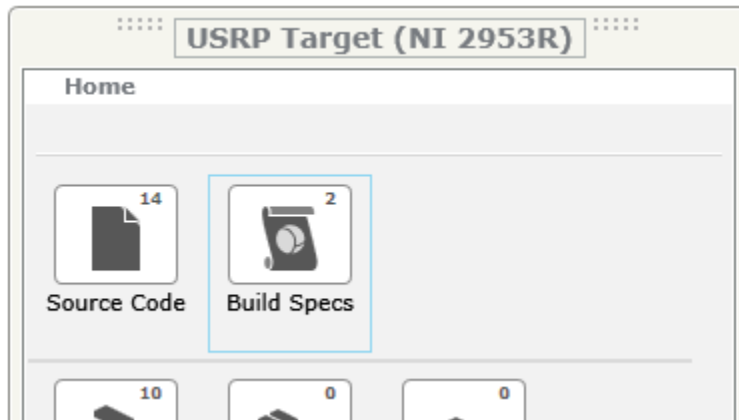 USRP Target (NI 2953R)
Home
14
2
Source Code
Build Specs
10
0
0